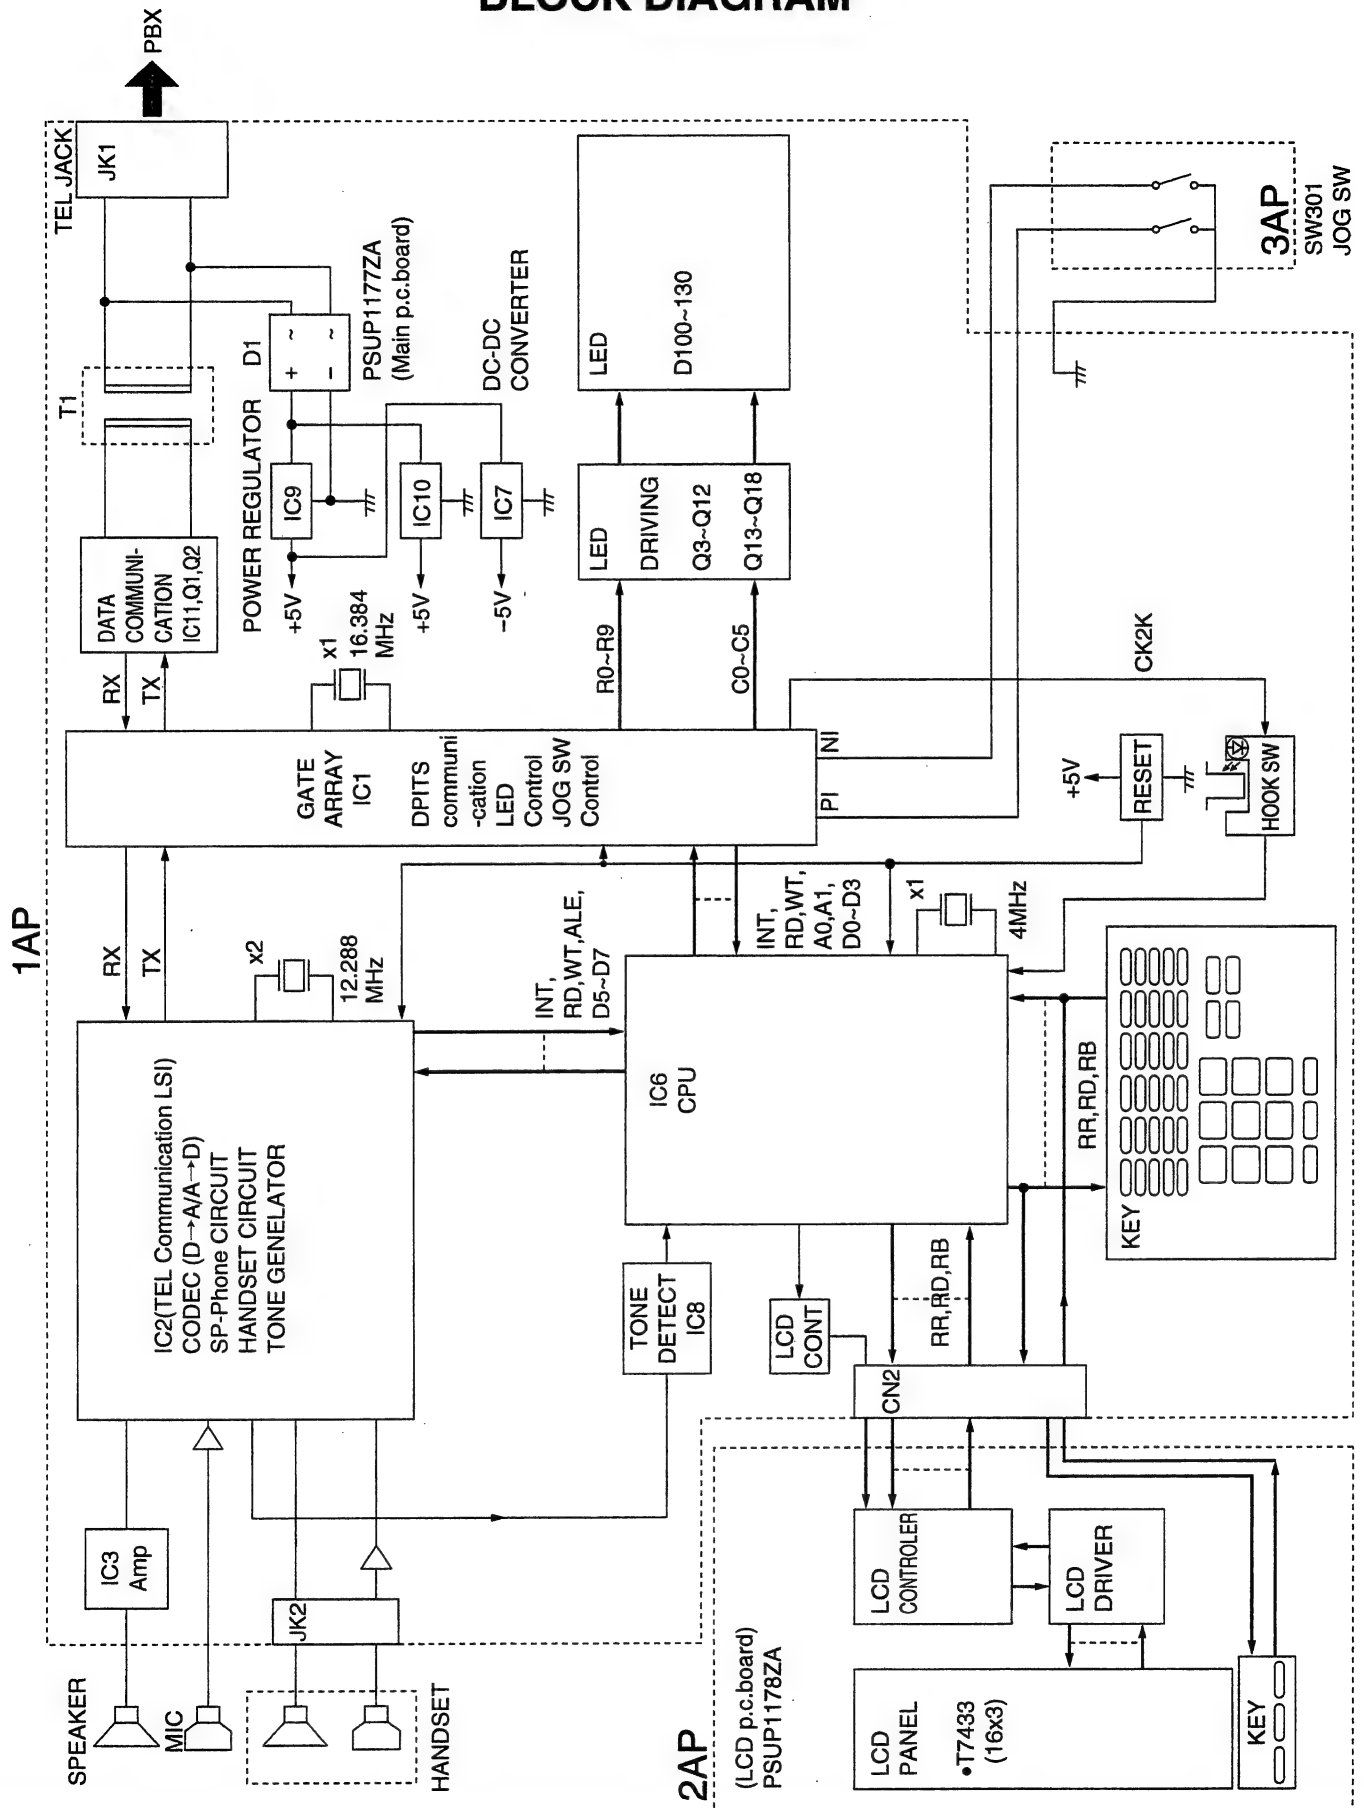 BLOCK DIAGRAM
1AP
SPEAKER
MIC
HANDSET
IC3
Amp
JK2
IC2(TEL Communication LSI)
CODEC (D→A/A→D)
SP-Phone CIRCUIT
HANDSET CIRCUIT
TONE GENELATOR
RX
TX
x2
12.288
MHz
GATE
ARRAY
IC1
DPITS
communi
-cation
LED
Control
JOG SW
Control
RX
TX
DATA
COMMUNI-
CATION
IC11,Q1,Q2
T1
TEL JACK
JK1
PBX
x1
16.384
MHz
POWER REGULATOR
D1
+
−
~
~
PSUP1177ZA
(Main p.c.board)
IC9
+5V
IC10
+5V
DC-DC
CONVERTER
IC7
−5V
R0~R9
C0~C5
LED
DRIVING
Q3~Q12
Q13~Q18
LED
D100~130
NI
PI
CK2K
3AP
SW301
JOG SW
INT,
RD,WT,ALE,
D5~D7
IC6
CPU
INT,
RD,WT,
A0,A1,
D0~D3
x1
4MHz
+5V
RESET
HOOK SW
TONE
DETECT
IC8
LCD
CONT
RR,RD,RB
CN2
RR,RD,RB
KEY
2AP
(LCD p.c.board)
PSUP1178ZA
LCD
CONTROLER
LCD
DRIVER
LCD
PANEL
•T7433
(16x3)
KEY